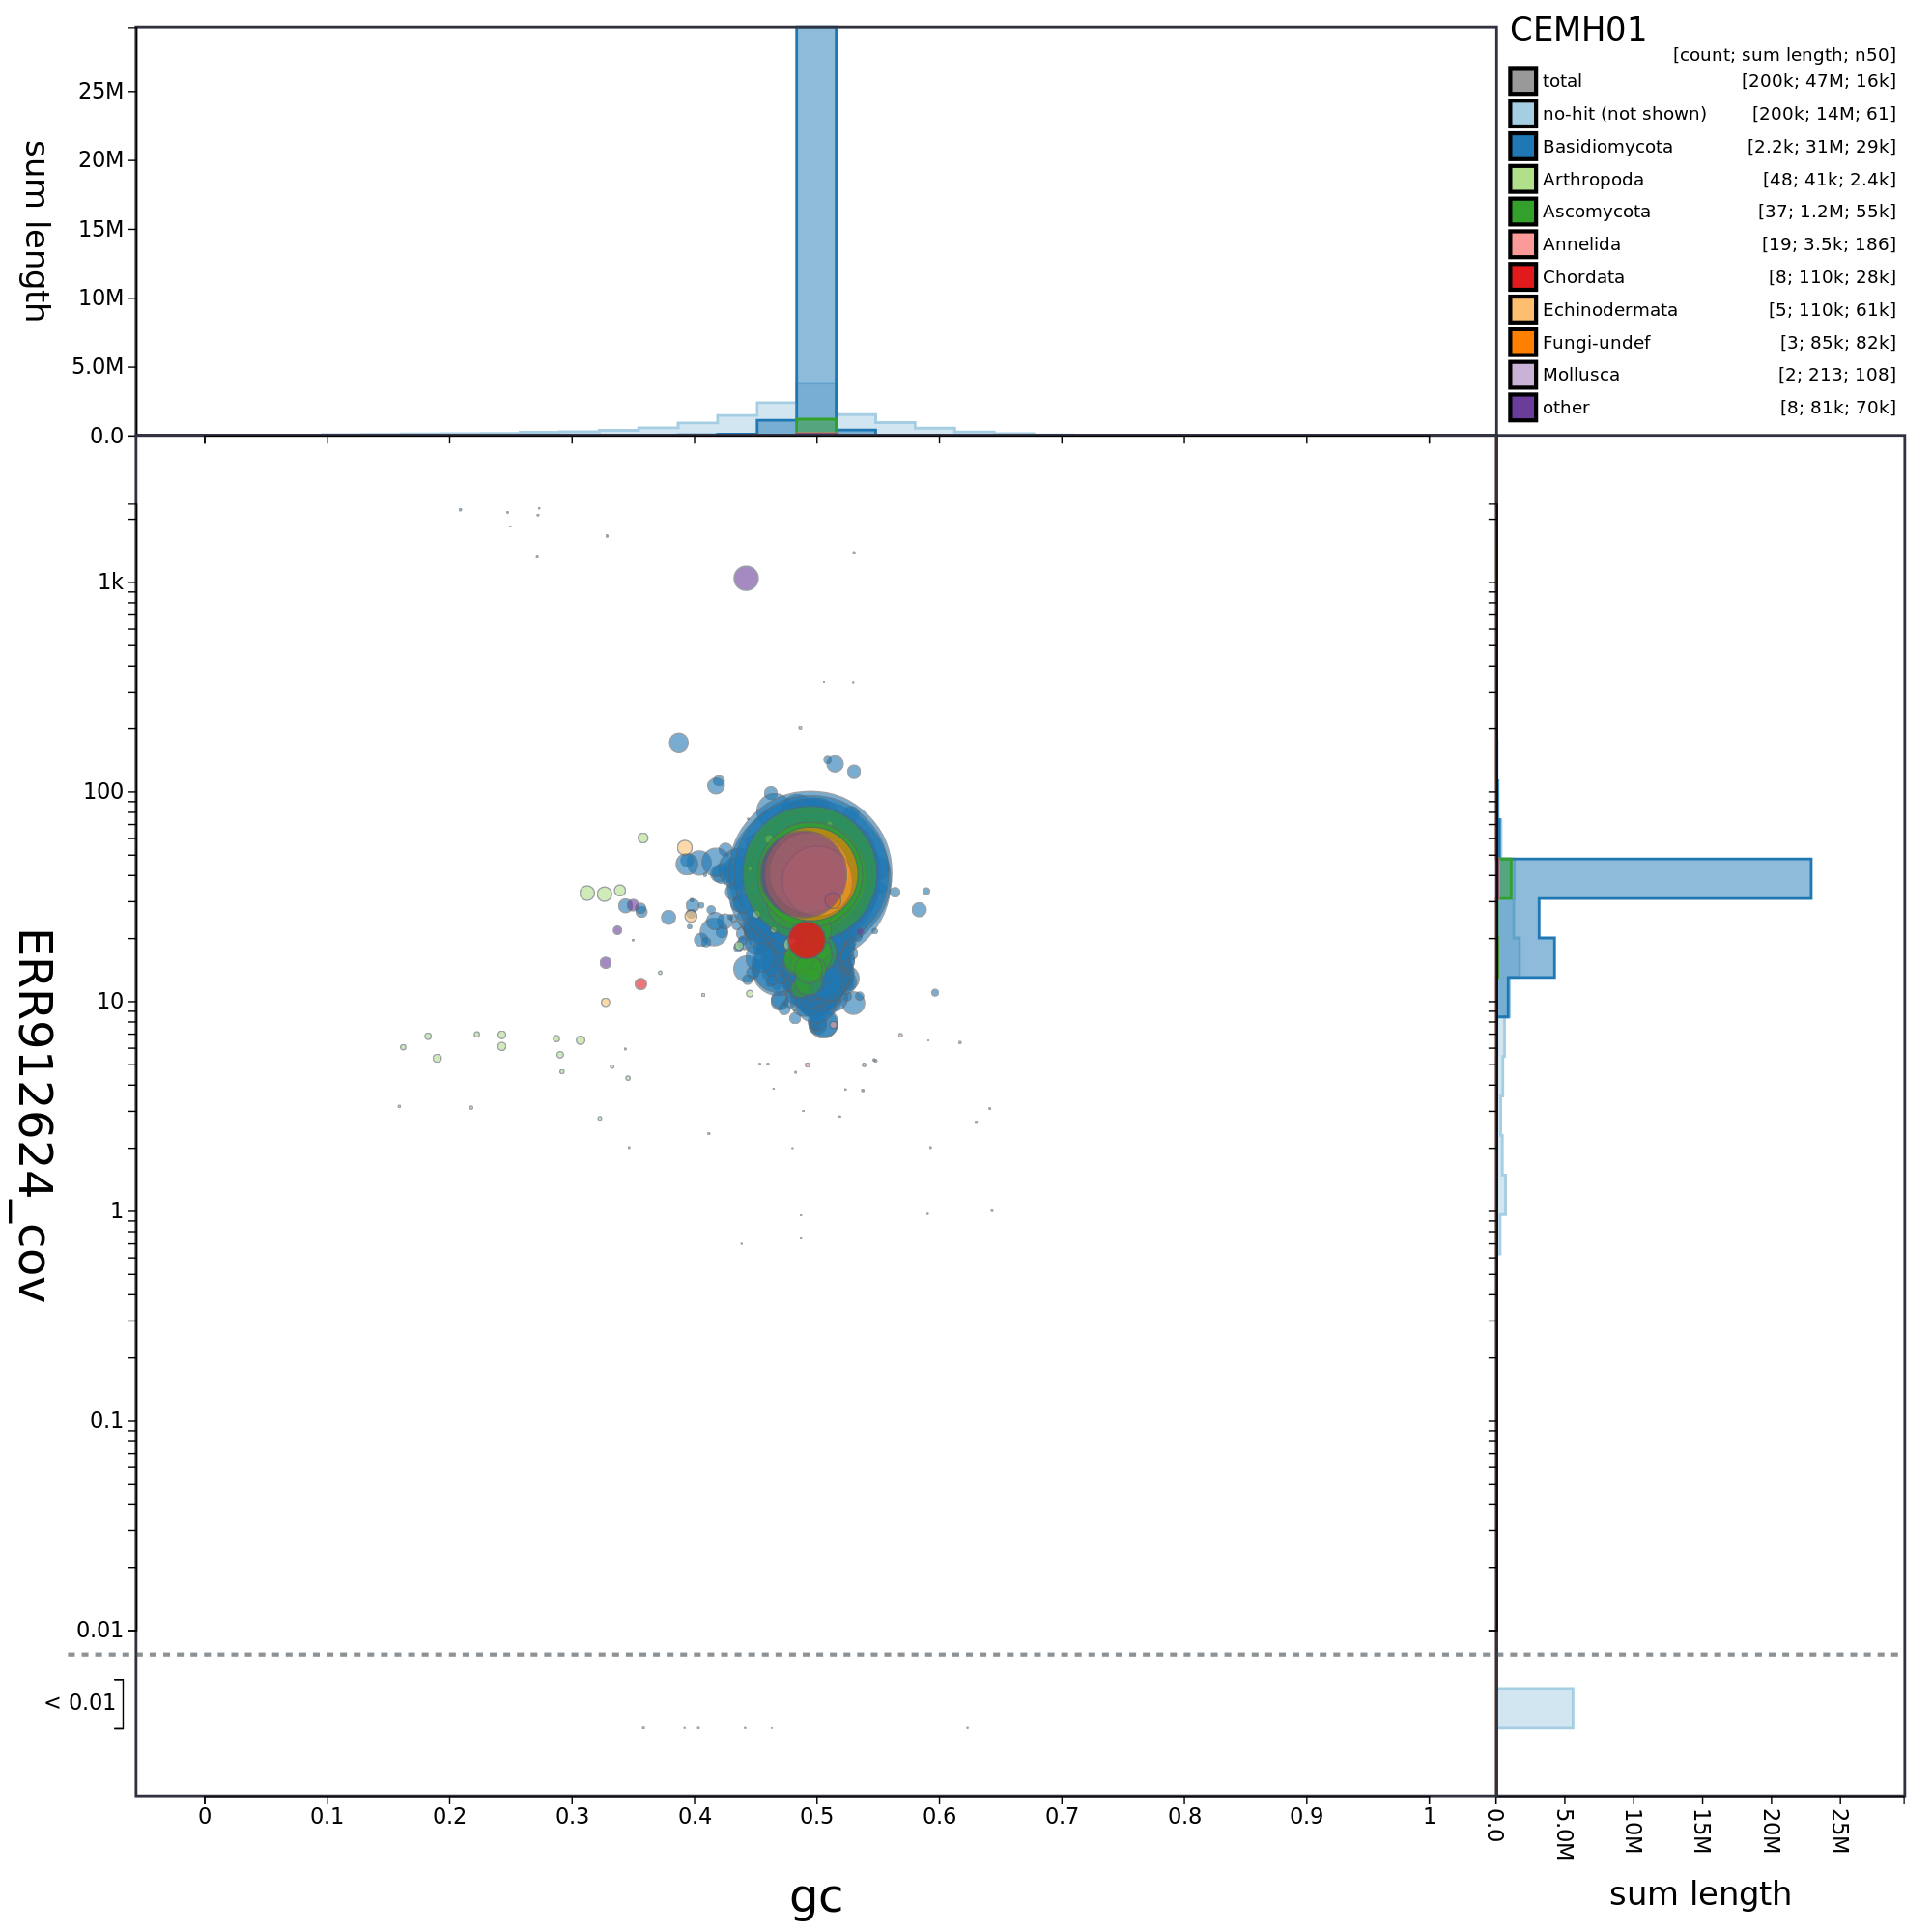 CEMH01
[count; sum length; n50]
total [200k; 47M; 16k]
no-hit (not shown) [200k; 14M; 61]
Basidiomycota [2.2k; 31M; 29k]
Arthropoda [48; 41k; 2.4k]
Ascomycota [37; 1.2M; 55k]
Annelida [19; 3.5k; 186]
Chordata [8; 110k; 28k]
Echinodermata [5; 110k; 61k]
Fungi-undef [3; 85k; 82k]
Mollusca [2; 213; 108]
other [8; 81k; 70k]
sum length
25M
20M
15M
10M
5.0M
0.0
ERR912624_cov
1k
100
10
1
0.1
0.01
< 0.01
0 0.1 0.2 0.3 0.4 0.5 0.6 0.7 0.8 0.9 1
gc
0.0 5.0M 10M 15M 20M 25M
sum length